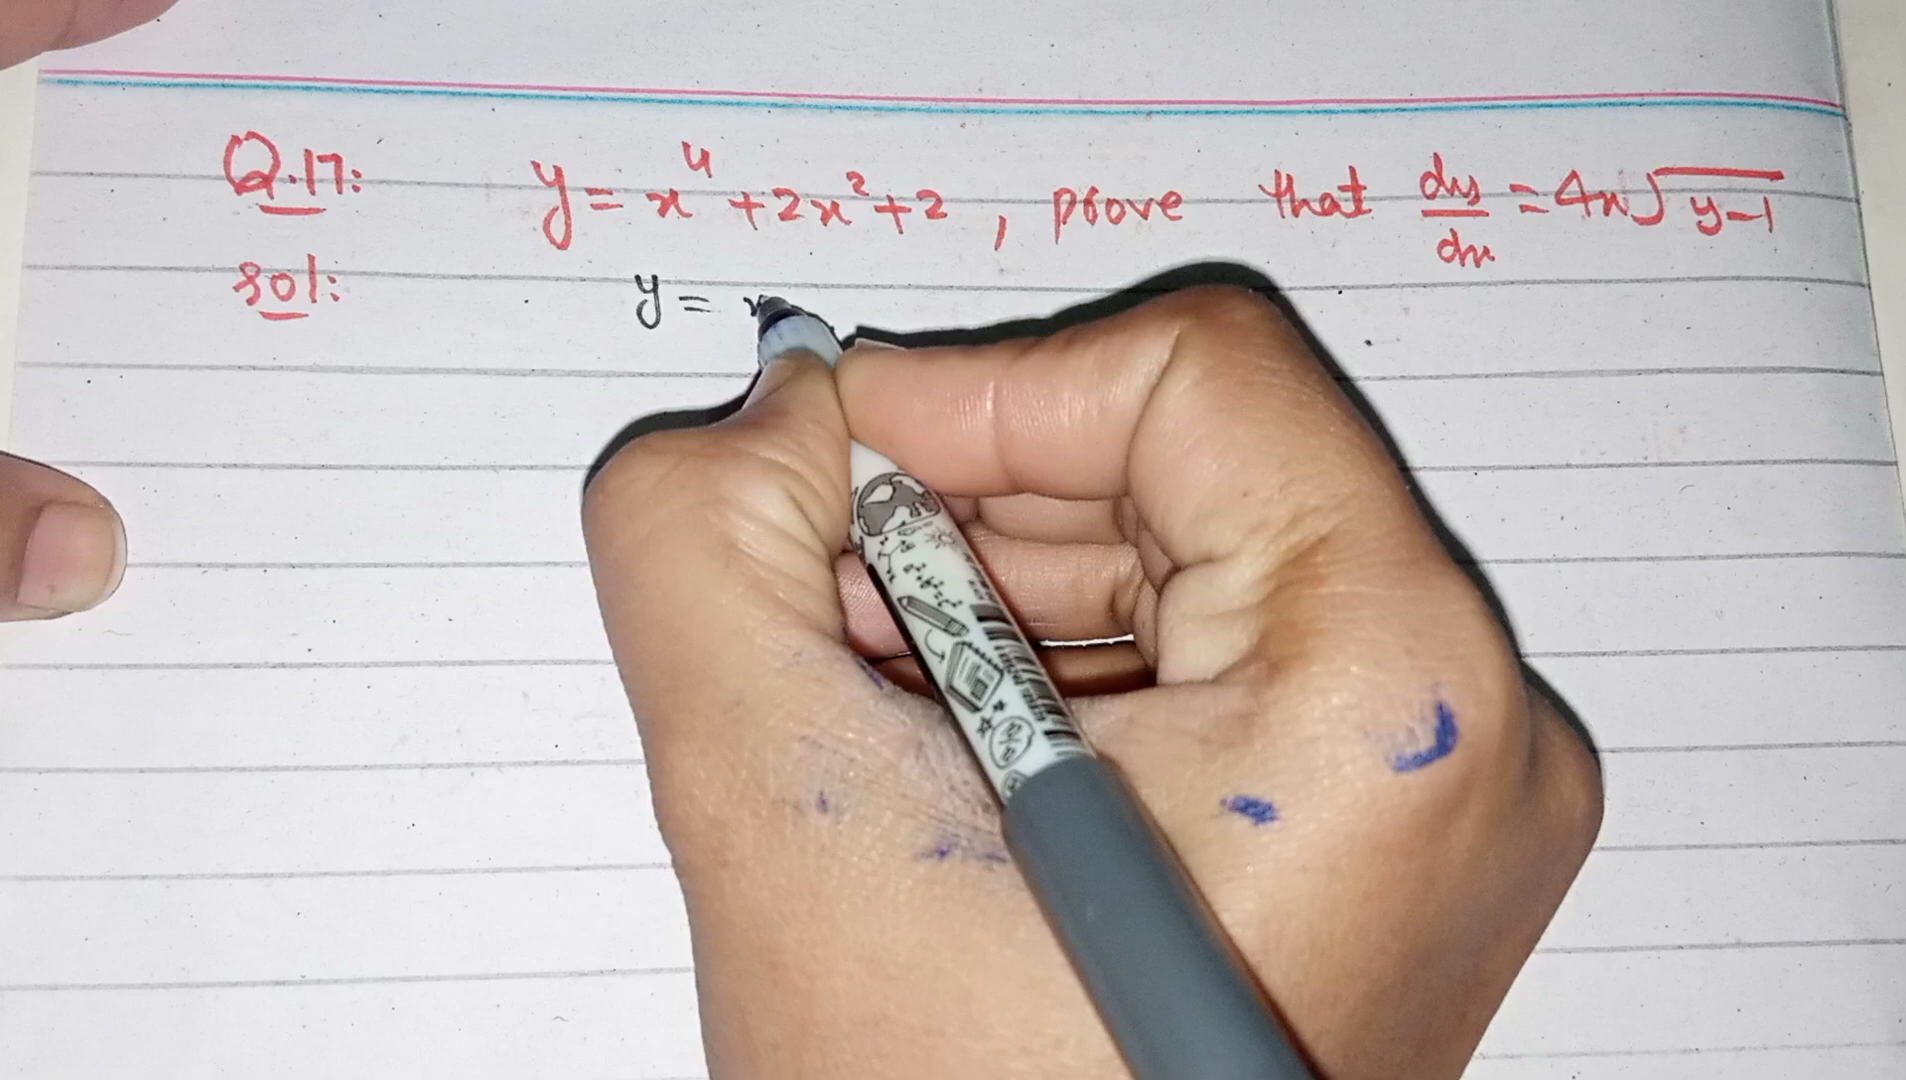 Q.17: y = x⁴ + 2x² + 2 , prove that dy/dx = 4x√(y-1)
sol: y = x